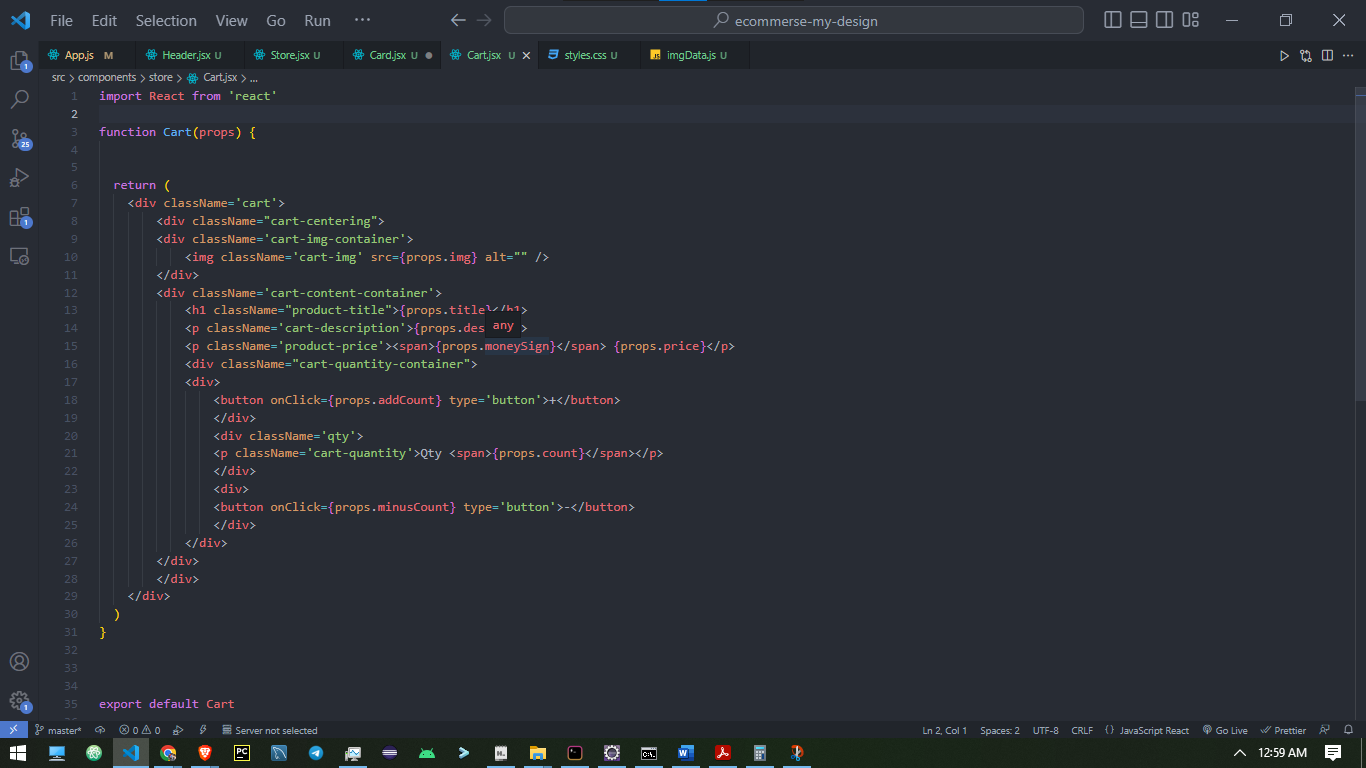 File Edit Selection View Go Run ··· ecommerse-my-design
App.js M Header.jsx U Store.jsx U Card.jsx U Cart.jsx U styles.css U imgData.js U
src > components > store > Cart.jsx > ...
1 import React from 'react'
2
3 function Cart(props) {
4
5
6 return (
7 <div className='cart'>
8 <div className="cart-centering">
9 <div className='cart-img-container'>
10 <img className='cart-img' src={props.img} alt="" />
11 </div>
12 <div className='cart-content-container'>
13 <h1 className="product-title">{props.title}</h1>
any
14 <p className='cart-description'>{props.des >
15 <p className='product-price'><span>{props.moneySign}</span> {props.price}</p>
16 <div className="cart-quantity-container">
17 <div>
18 <button onClick={props.addCount} type='button'>+</button>
19 </div>
20 <div className='qty'>
21 <p className='cart-quantity'>Qty <span>{props.count}</span></p>
22 </div>
23 <div>
24 <button onClick={props.minusCount} type='button'>-</button>
25 </div>
26 </div>
27 </div>
28 </div>
29 </div>
30 )
31 }
32
33
34
35 export default Cart
1
25
1
1
master* 0 0 Server not selected Ln 2, Col 1 Spaces: 2 UTF-8 CRLF {} JavaScript React Go Live Prettier
PC 12:59 AM